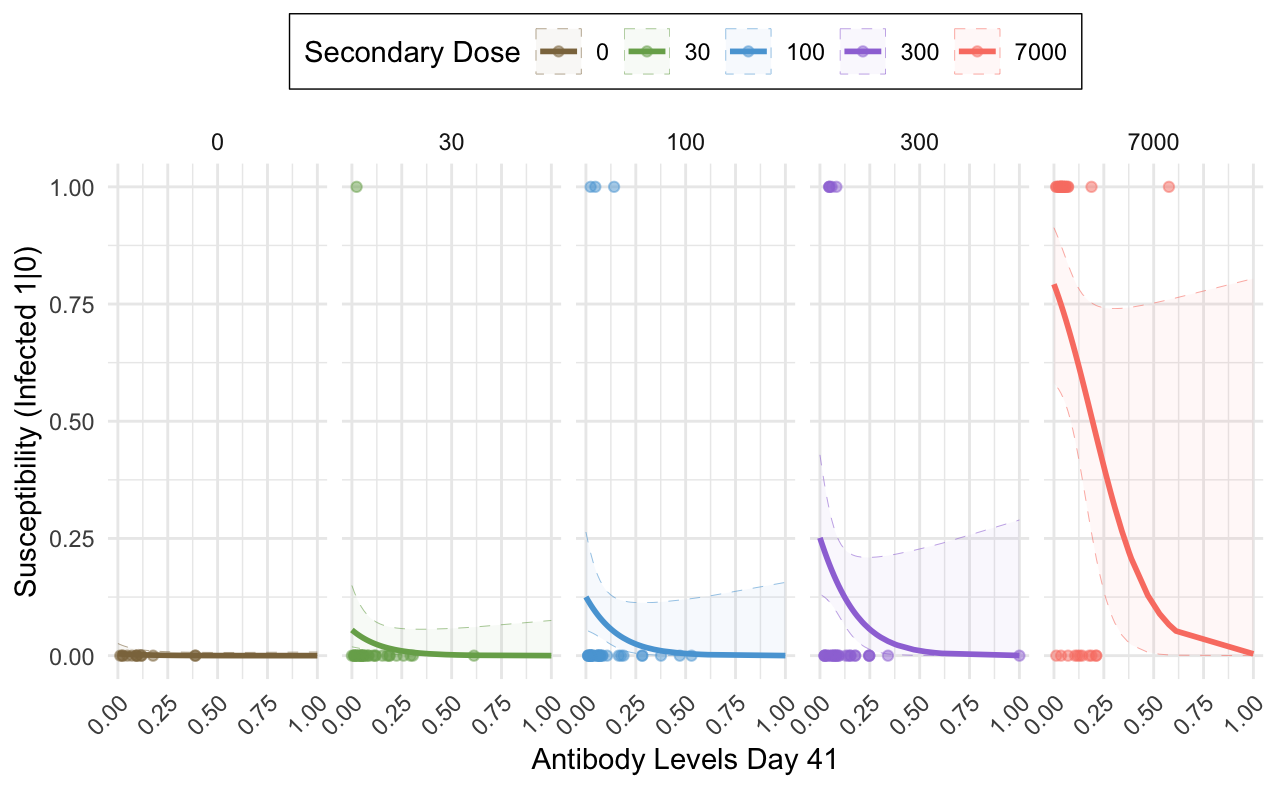 Secondary Dose 0 30 100 300 7000
0 30 100 300 7000
1.00
0.75
0.50
0.25
0.00
Susceptibility (Infected 1|0)
0.00 0.25 0.50 0.75 1.00 0.00 0.25 0.50 0.75 1.00 0.00 0.25 0.50 0.75 1.00 0.00 0.25 0.50 0.75 1.00 0.00 0.25 0.50 0.75 1.00
Antibody Levels Day 41